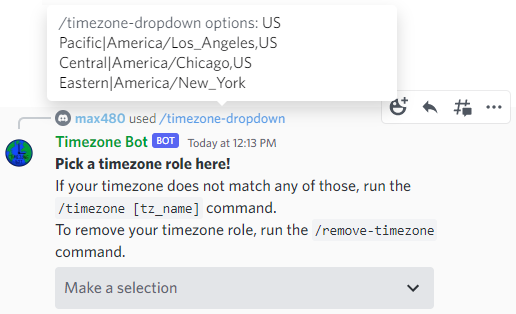 /timezone-dropdown options: US
Pacific|America/Los_Angeles,US
Central|America/Chicago,US
Eastern|America/New_York
max480 used /timezone-dropdown
Timezone Bot BOT Today at 12:13 PM
Pick a timezone role here!
If your timezone does not match any of those, run the
/timezone [tz_name] command.
To remove your timezone role, run the /remove-timezone
command.
Make a selection